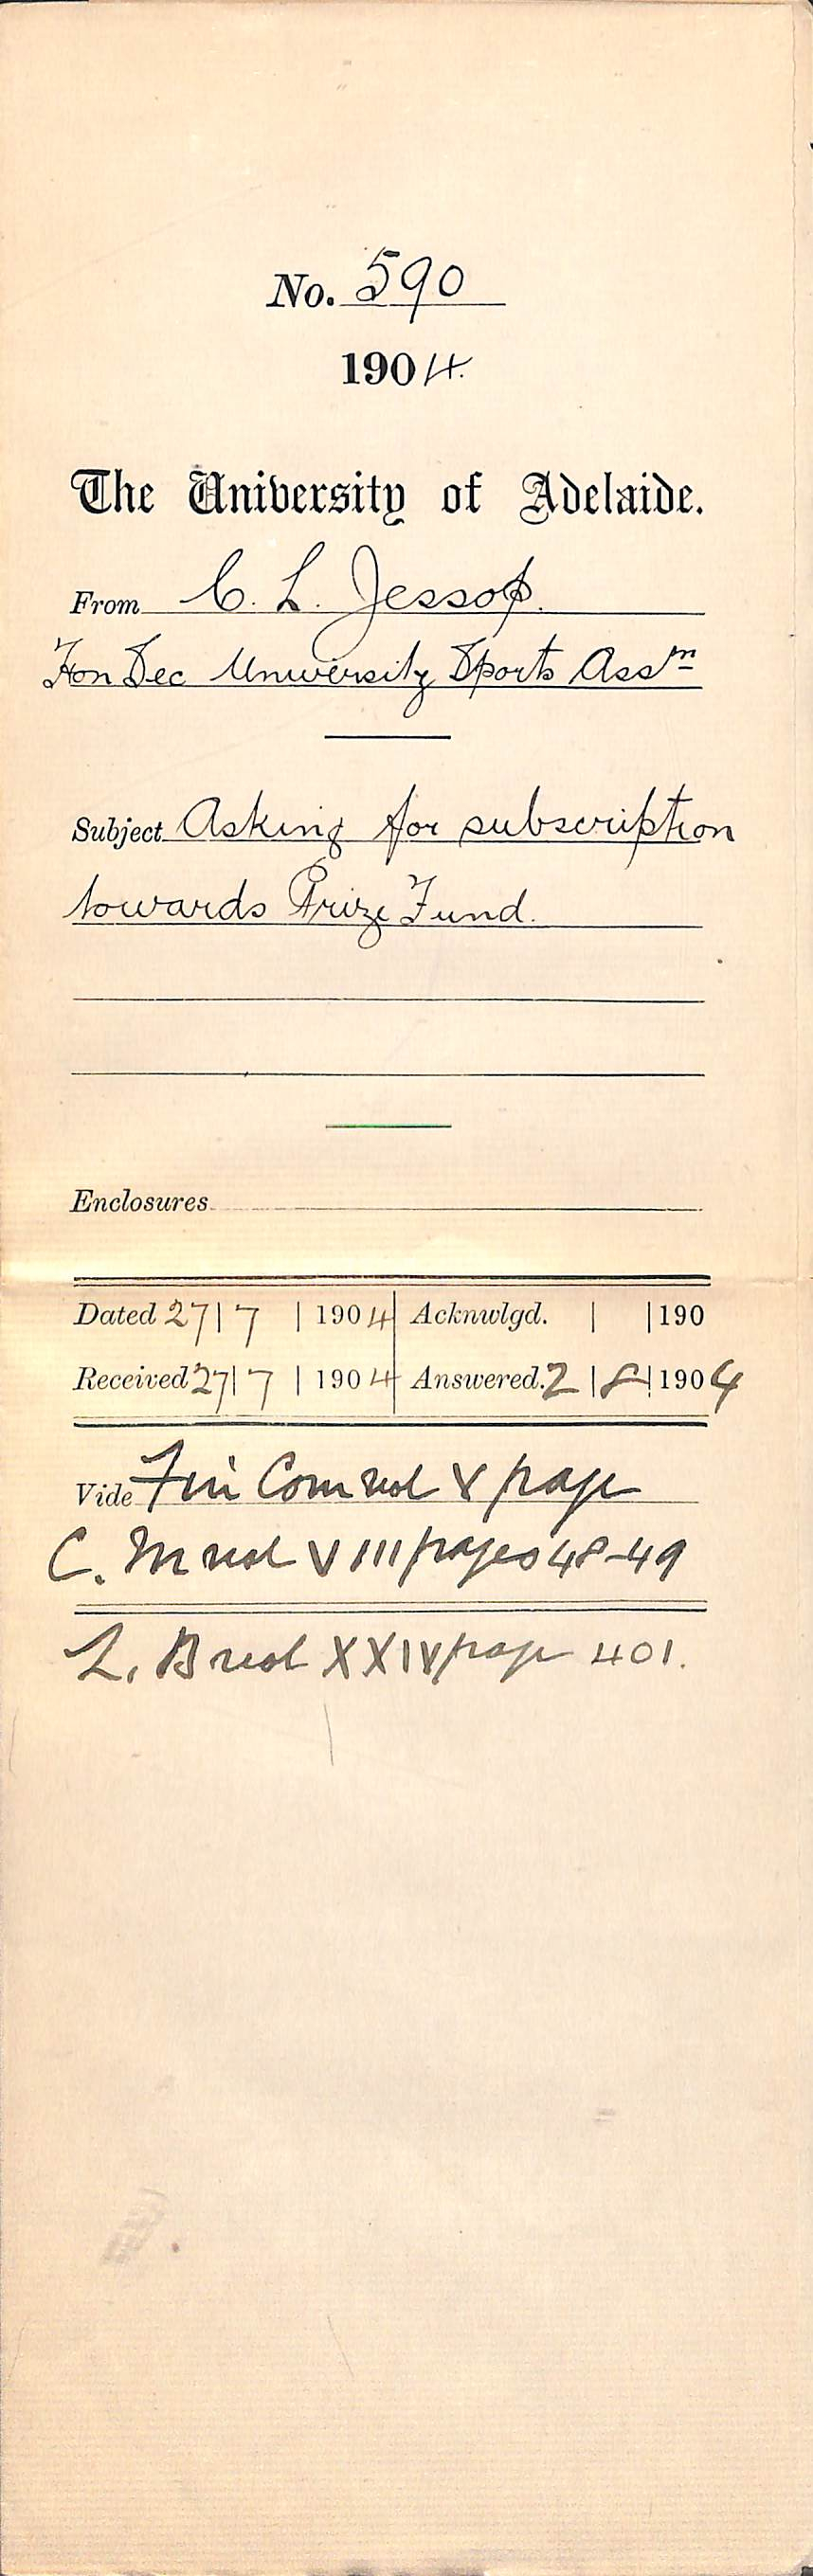 No. 590
1904.
The University of Adelaide.
From C. L. Jessop.
Hon Sec University Sports Assn
Subject Asking for subscription
towards Prize Fund.
Enclosures
Dated 27|7 | 1904 Acknwlgd. | |190
Received 27|7 | 1904 Answered. 2|8|1904
Vide Fin Com vol V page
C. M vol VIII pages 48-49
L. B vol XXIV page 401.